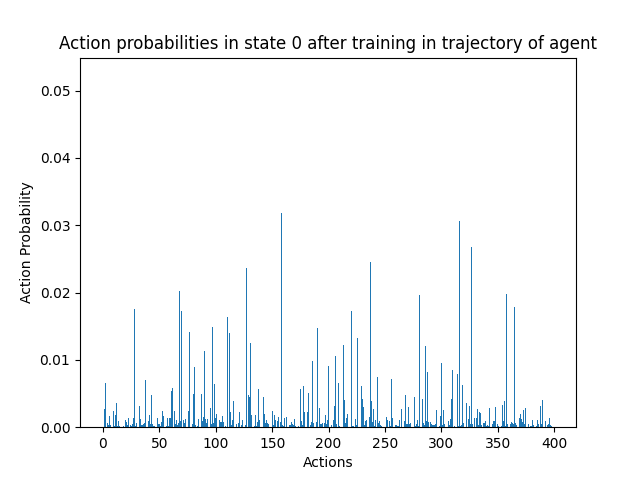 Action probabilities in state 0 after training in trajectory of agent
0.05
0.04
0.03
0.02
0.01
0.00
Action Probability
0 50 100 150 200 250 300 350 400
Actions